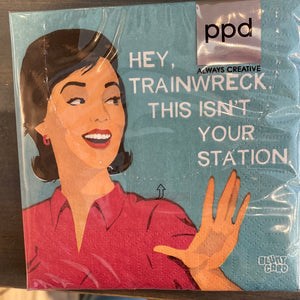 ppd
ALWAYS CREATIVE
HEY,
TRAINWRECK.
THIS ISN'T
YOUR
STATION.
BLUNT
CARD